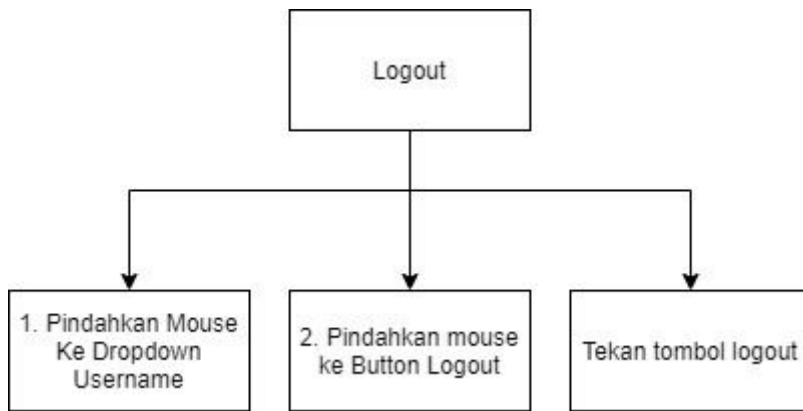 Logout
1. Pindahkan Mouse
Ke Dropdown
Username
2. Pindahkan mouse
ke Button Logout
Tekan tombol logout